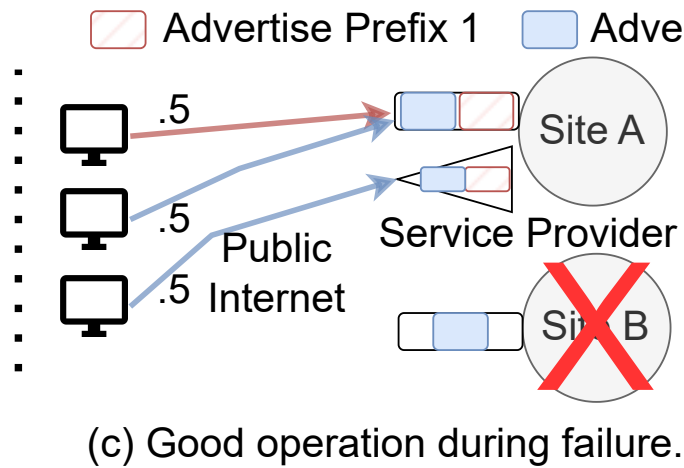 Advertise Prefix 1
Adve
.5
Site A
.5
Service Provider
Public
Internet
.5
Site B
(c) Good operation during failure.